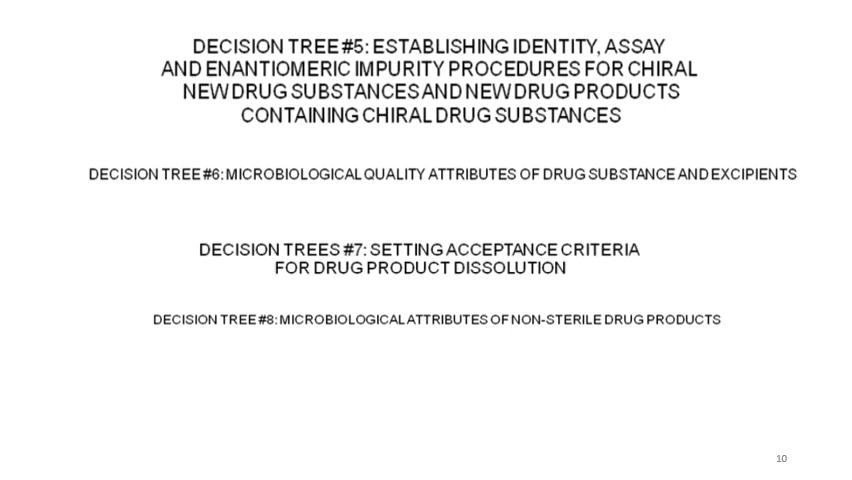 DECISION TREE #5: ESTABLISHING IDENTITY, ASSAY
AND ENANTIOMERIC IMPURITY PROCEDURES FOR CHIRAL
NEW DRUG SUBSTANCES AND NEW DRUG PRODUCTS
CONTAINING CHIRAL DRUG SUBSTANCES
DECISION TREE #6: MICROBIOLOGICAL QUALITY ATTRIBUTES OF DRUG SUBSTANCE AND EXCIPIENTS
DECISION TREES #7: SETTING ACCEPTANCE CRITERIA
FOR DRUG PRODUCT DISSOLUTION
DECISION TREE #8: MICROBIOLOGICAL ATTRIBUTES OF NON-STERILE DRUG PRODUCTS
10